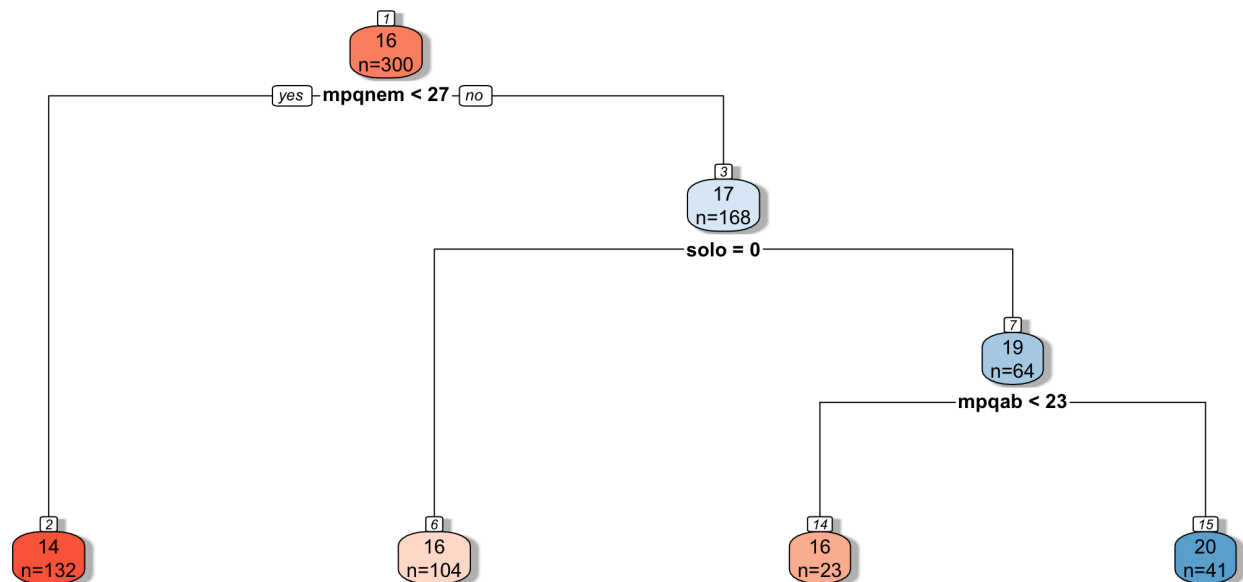 1
16
n=300
yes mpqnem < 27 no
3
17
n=168
solo = 0
7
19
n=64
mpqab < 23
2
14
n=132
6
16
n=104
14
16
n=23
15
20
n=41